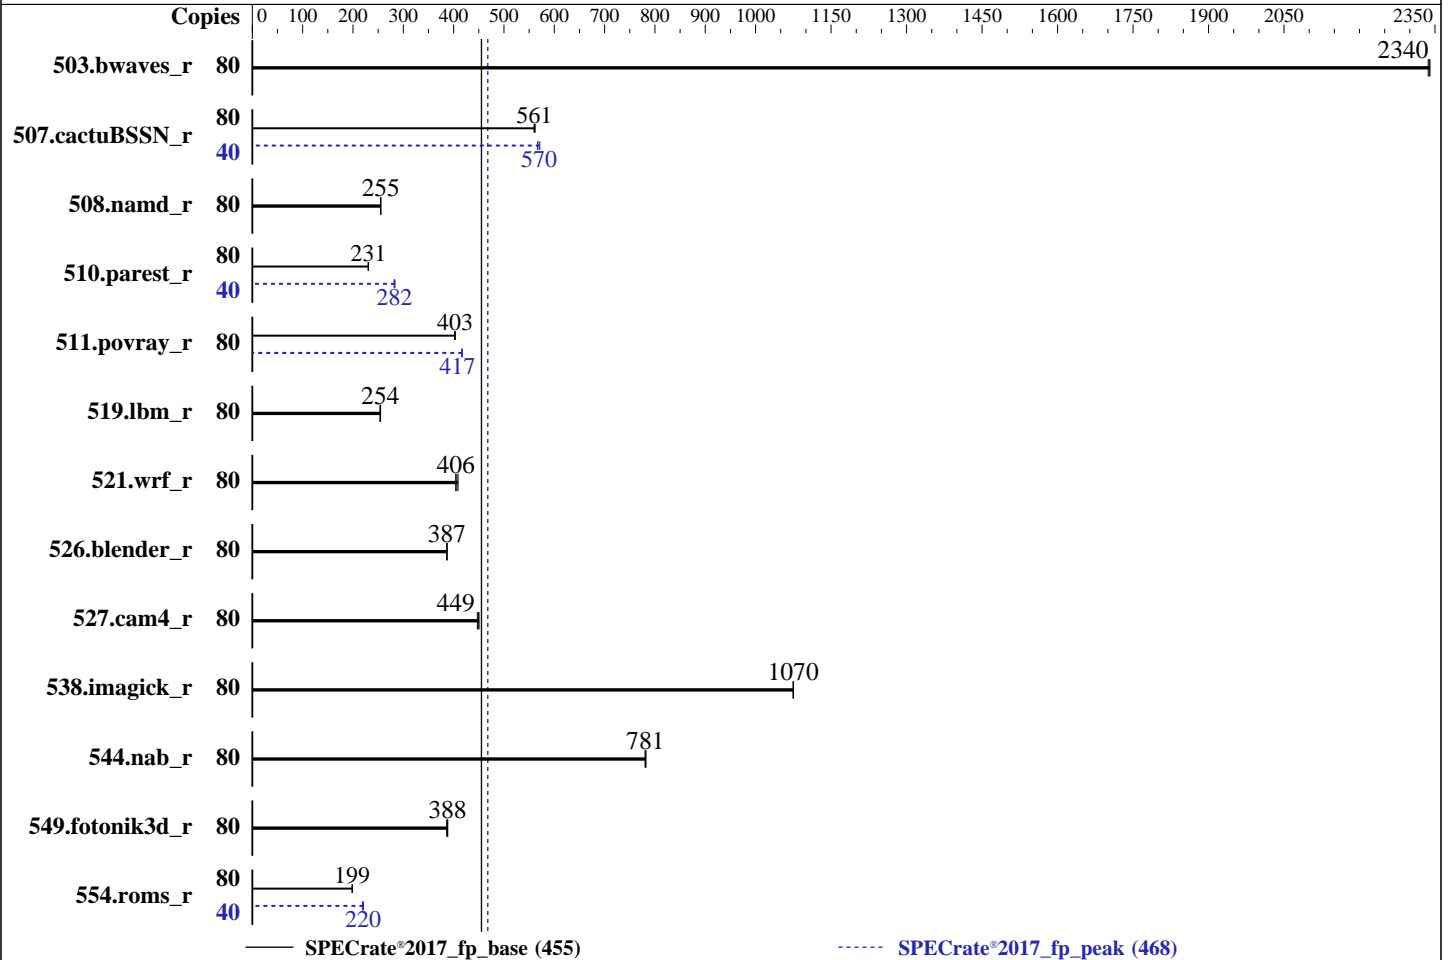 Copies 0 100 200 300 400 500 600 700 800 900 1000 1150 1300 1450 1600 1750 1900 2050 2350
503.bwaves_r 80 2340
507.cactuBSSN_r 80 561
40 570
508.namd_r 80 255
510.parest_r 80 231
40 282
511.povray_r 80 403
417
519.lbm_r 80 254
521.wrf_r 80 406
526.blender_r 80 387
527.cam4_r 80 449
538.imagick_r 80 1070
544.nab_r 80 781
549.fotonik3d_r 80 388
554.roms_r 80 199
40 220
SPECrate®2017_fp_base (455) SPECrate®2017_fp_peak (468)